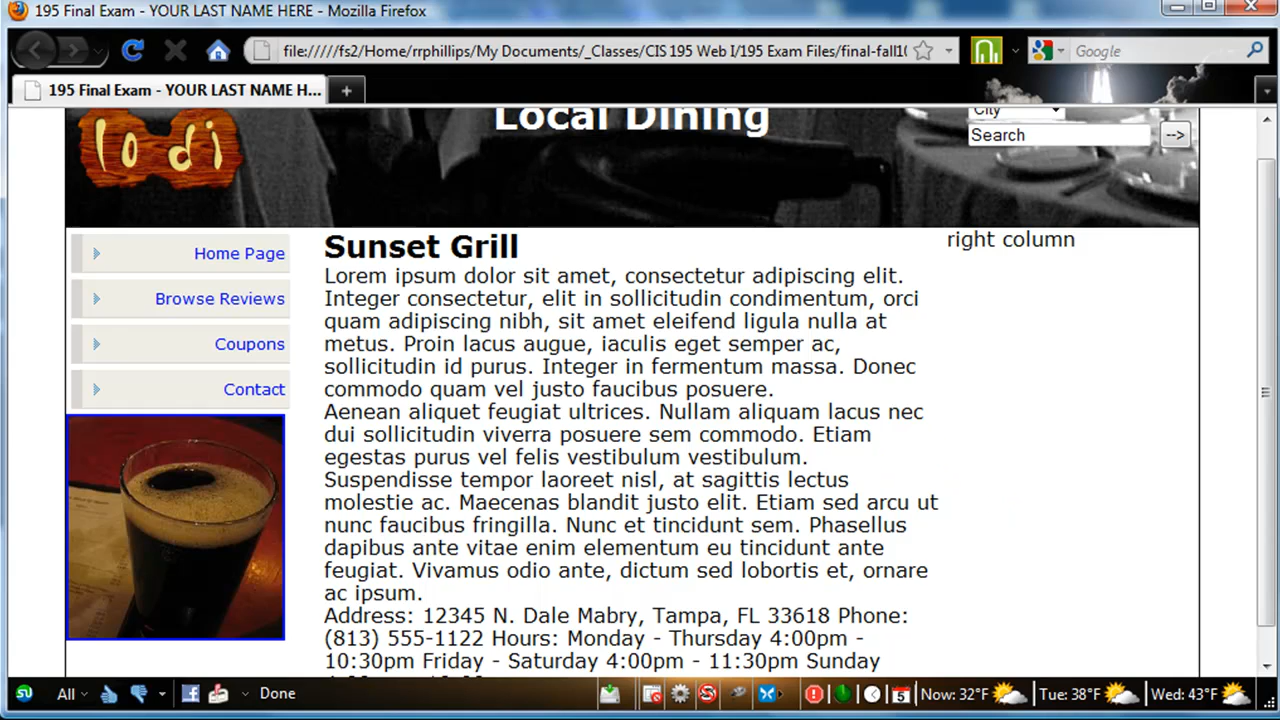 195 Final Exam - YOUR LAST NAME HERE - Mozilla Firefox
file://///fs2/Home/rrphillips/My Documents/_Classes/CIS 195 Web I/195 Exam Files/final-fall1
Google
195 Final Exam - YOUR LAST NAME H...
Local Dining
lo di
City
Search
-->
Home Page
Browse Reviews
Coupons
Contact
Sunset Grill
Lorem ipsum dolor sit amet, consectetur adipiscing elit.
Integer consectetur, elit in sollicitudin condimentum, orci
quam adipiscing nibh, sit amet eleifend ligula nulla at
metus. Proin lacus augue, iaculis eget semper ac,
sollicitudin id purus. Integer in fermentum massa. Donec
commodo quam vel justo faucibus posuere.
Aenean aliquet feugiat ultrices. Nullam aliquam lacus nec
dui sollicitudin viverra posuere sem commodo. Etiam
egestas purus vel felis vestibulum vestibulum.
Suspendisse tempor laoreet nisl, at sagittis lectus
molestie ac. Maecenas blandit justo elit. Etiam sed arcu ut
nunc faucibus fringilla. Nunc et tincidunt sem. Phasellus
dapibus ante vitae enim elementum eu tincidunt ante
feugiat. Vivamus odio ante, dictum sed lobortis et, ornare
ac ipsum.
Address: 12345 N. Dale Mabry, Tampa, FL 33618 Phone:
(813) 555-1122 Hours: Monday - Thursday 4:00pm -
10:30pm Friday - Saturday 4:00pm - 11:30pm Sunday
right column
All
Done
5
Now: 32°F
Tue: 38°F
Wed: 43°F